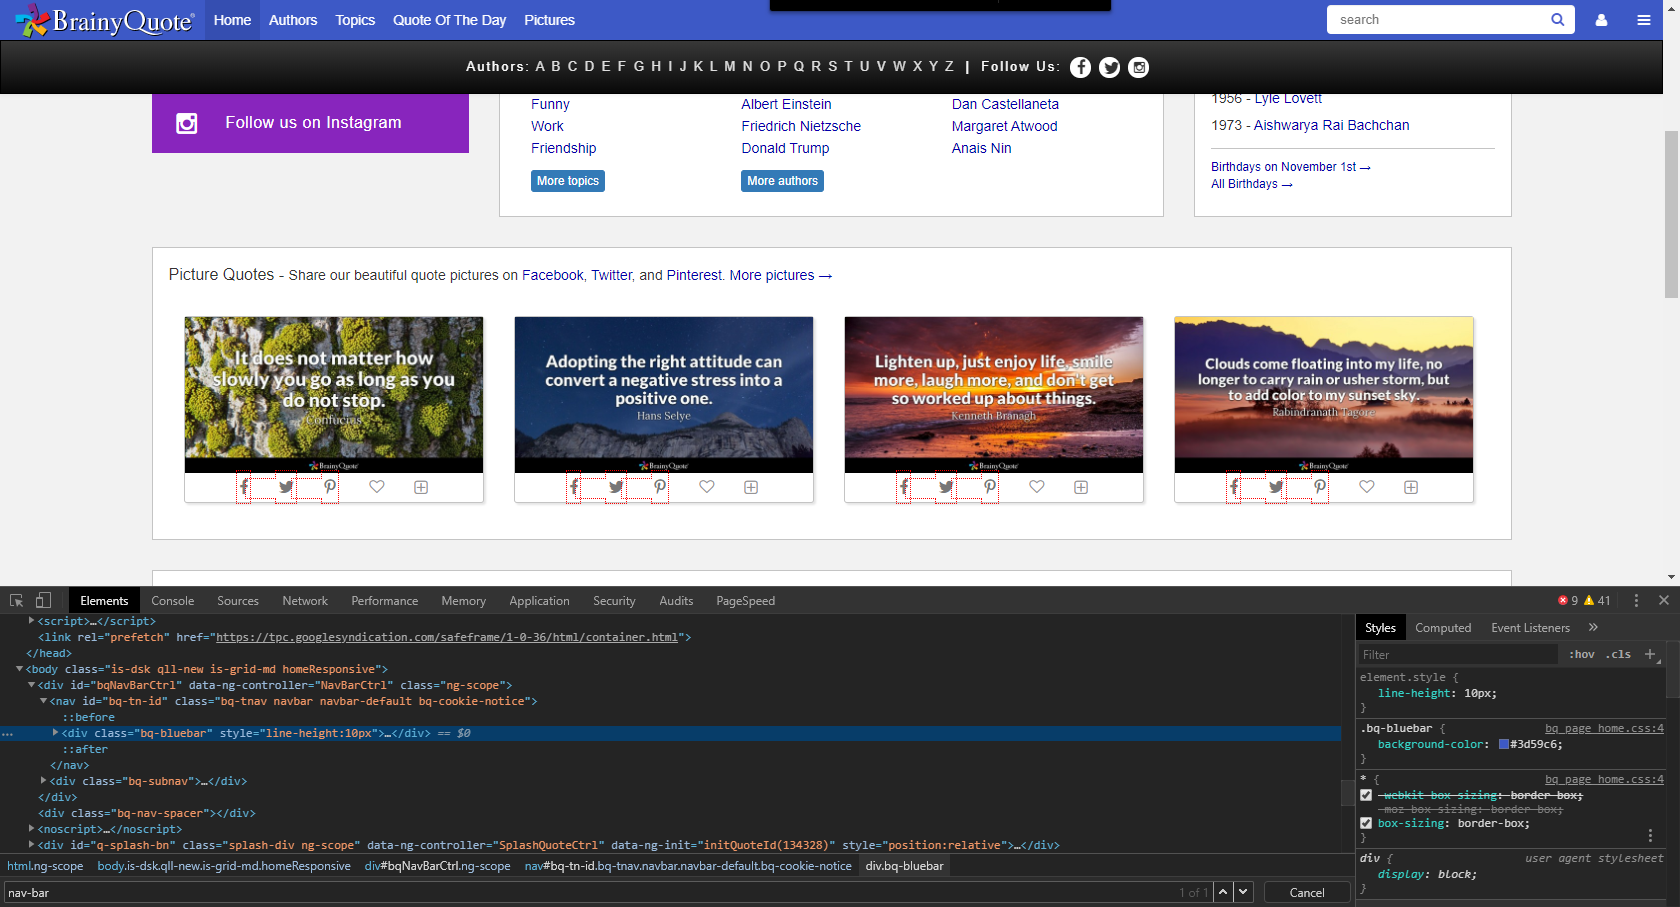 BrainyQuote® Home Authors Topics Quote Of The Day Pictures search
Authors: A B C D E F G H I J K L M N O P Q R S T U V W X Y Z | Follow Us:
Follow us on Instagram
Funny
Work
Friendship
More topics
Albert Einstein
Friedrich Nietzsche
Donald Trump
More authors
Dan Castellaneta
Margaret Atwood
Anais Nin
1956 - Lyle Lovett
1973 - Aishwarya Rai Bachchan
Birthdays on November 1st →
All Birthdays →
Picture Quotes - Share our beautiful quote pictures on Facebook, Twitter, and Pinterest. More pictures →
It does not matter how
slowly you go as long as you
do not stop.
Confucius
BrainyQuote
Adopting the right attitude can
convert a negative stress into a
positive one.
Hans Selye
BrainyQuote
Lighten up, just enjoy life, smile
more, laugh more, and don't get
so worked up about things.
Kenneth Branagh
BrainyQuote
Clouds come floating into my life, no
longer to carry rain or usher storm, but
to add color to my sunset sky.
Rabindranath Tagore
BrainyQuote
Elements Console Sources Network Performance Memory Application Security Audits PageSpeed 9 41
<script>…</script>
<link rel="prefetch" href="https://tpc.googlesyndication.com/safeframe/1-0-36/html/container.html">
</head>
<body class="is-dsk qll-new is-grid-md homeResponsive">
<div id="bqNavBarCtrl" data-ng-controller="NavBarCtrl" class="ng-scope">
<nav id="bq-tn-id" class="bq-tnav navbar navbar-default bq-cookie-notice">
::before
<div class="bq-bluebar" style="line-height:10px">…</div> == $0
::after
</nav>
<div class="bq-subnav">…</div>
</div>
<div class="bq-nav-spacer"></div>
<noscript>…</noscript>
<div id="q-splash-bn" class="splash-div ng-scope" data-ng-controller="SplashQuoteCtrl" data-ng-init="initQuoteId(134328)" style="position:relative">…</div>
html.ng-scope body.is-dsk.qll-new.is-grid-md.homeResponsive div#bqNavBarCtrl.ng-scope nav#bq-tn-id.bq-tnav.navbar.navbar-default.bq-cookie-notice div.bq-bluebar
nav-bar 1 of 1 Cancel
Styles Computed Event Listeners »
Filter :hov .cls +
element.style {
line-height: 10px;
}
.bq-bluebar { bq_page_home.css:4
background-color: #3d59c6;
}
* { bq_page_home.css:4
-webkit-box-sizing: border-box;
-moz-box-sizing: border-box;
box-sizing: border-box;
}
div { user agent stylesheet
display: block;
}